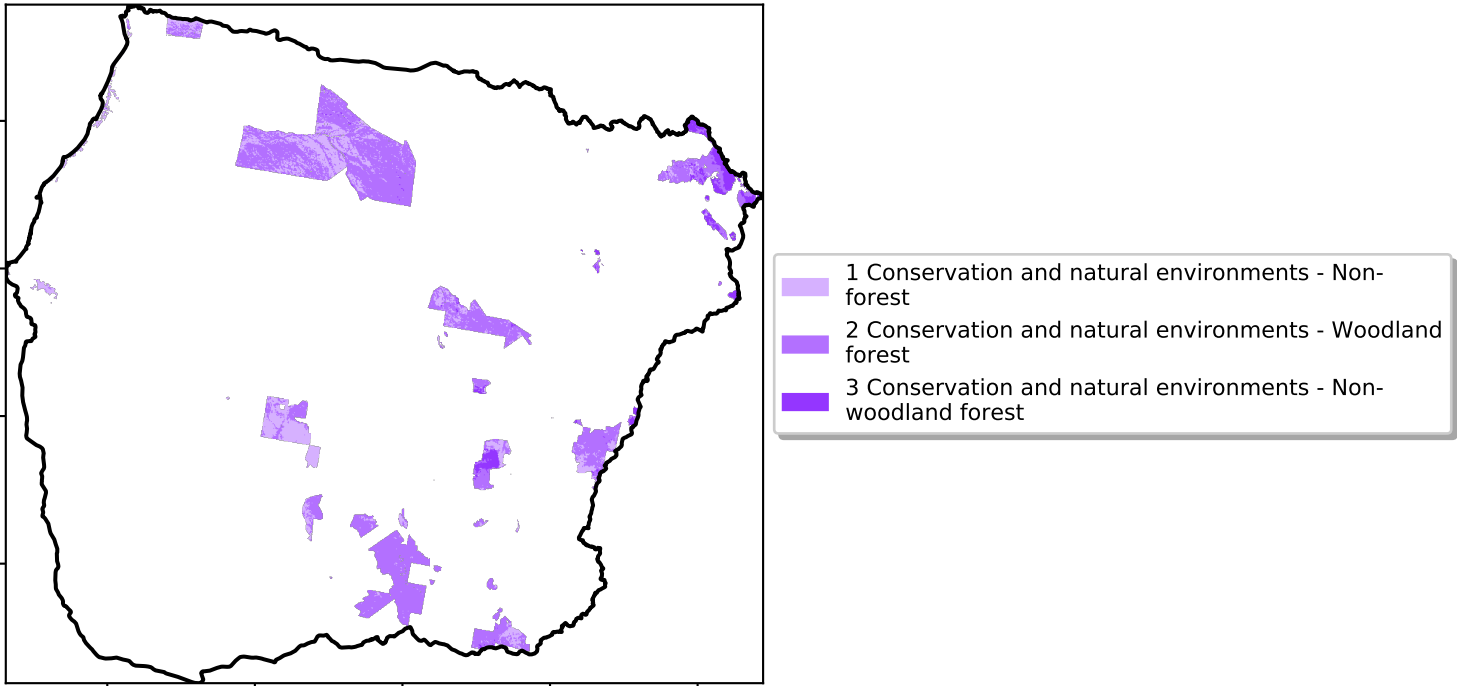 1 Conservation and natural environments - Non-
forest
2 Conservation and natural environments - Woodland
forest
3 Conservation and natural environments - Non-
woodland forest